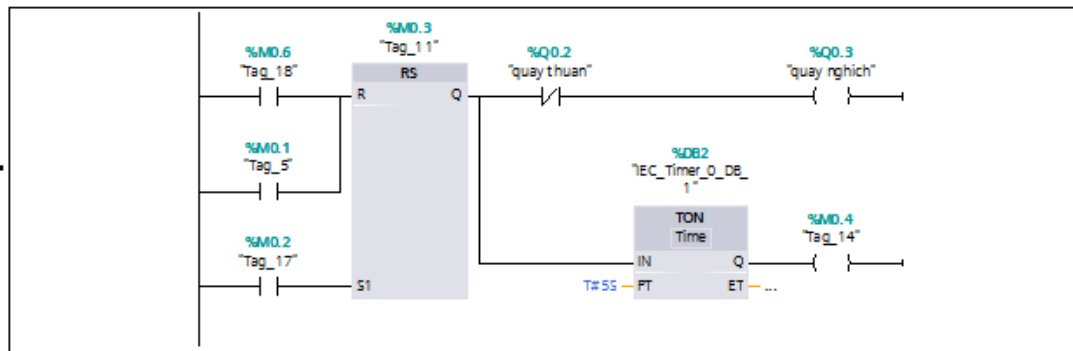 %M0.3
"Tag_11"
%M0.6
"Tag_18"
%Q0.2
"quay thuan"
%Q0.3
"quay nghich"
RS
R Q
%M0.1
"Tag_5"
%DB2
"IEC_Timer_0_DB_
1"
%M0.2
"Tag_17"
TON
Time
%M0.4
"Tag_14"
IN Q
S1
T#5S PT ET ...